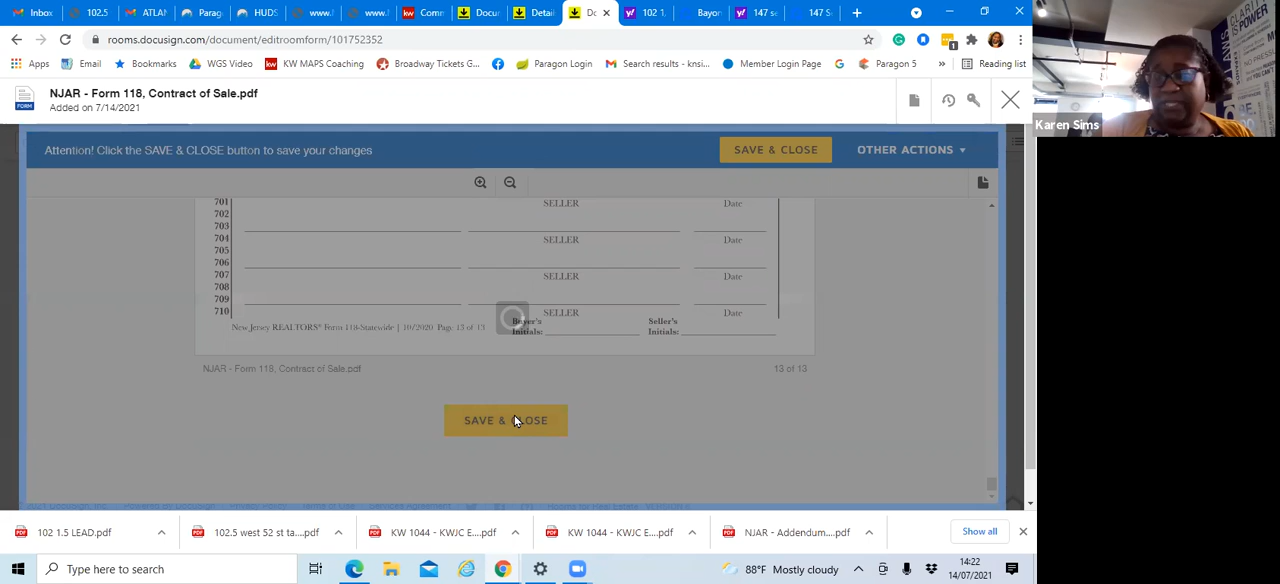 Inbox
102.5
ATLAN
Parag
HUDS
www.l
www.l
Comm
Docu
Detail
Do
102 1,
Bayon
147 se
147 S
rooms.docusign.com/document/editroomform/101752352
Apps
Email
Bookmarks
WGS Video
KW MAPS Coaching
Broadway Tickets G...
Paragon Login
Search results - knsi...
Member Login Page
Paragon 5
»
Reading list
NJAR - Form 118, Contract of Sale.pdf
FORM
Added on 7/14/2021
Karen Sims
CLARITY
IS POWER
Attention! Click the SAVE & CLOSE button to save your changes
SAVE & CLOSE
OTHER ACTIONS
701
SELLER Date
702
703
704
SELLER Date
705
706
707
SELLER Date
708
709
710
SELLER Date
New Jersey REALTORS® Form 118-Statewide | 10/2020 Page 13 of 13
Buyer's
Initials:
Seller's
Initials:
NJAR - Form 118, Contract of Sale.pdf
13 of 13
SAVE & CLOSE
102 1.5 LEAD.pdf
102.5 west 52 st ta....pdf
KW 1044 - KWJC E....pdf
KW 1044 - KWJC E....pdf
NJAR - Addendum....pdf
Show all
Type here to search
88°F Mostly cloudy
14:22
14/07/2021